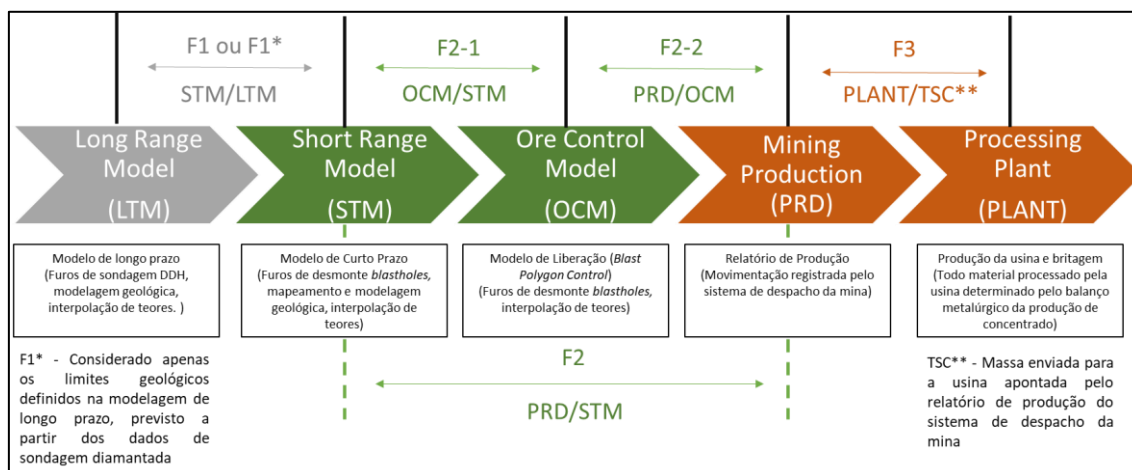 F1 ou F1*
STM/LTM
F2-1
OCM/STM
F2-2
PRD/OCM
F3
PLANT/TSC**
Long Range
Model
(LTM)
Short Range
Model
(STM)
Ore Control
Model
(OCM)
Mining
Production
(PRD)
Processing
Plant
(PLANT)
Modelo de longo prazo
(Furos de sondagem DDH,
modelagem geológica,
interpolação de teores. )
Modelo de Curto Prazo
(Furos de desmonte blastholes,
mapeamento e modelagem
geológica, interpolação de
teores)
Modelo de Liberação (Blast
Polygon Control)
(Furos de desmonte blastholes,
interpolação de teores)
Relatório de Produção
(Movimentação registrada pelo
sistema de despacho da mina)
Produção da usina e britagem
(Todo material processado pela
usina determinado pelo balanço
metalúrgico da produção de
concentrado)
F1* - Considerado apenas
os limites geológicos
definidos na modelagem de
longo prazo, previsto a
partir dos dados de
sondagem diamantada
F2
PRD/STM
TSC** - Massa enviada para
a usina apontada pelo
relatório de produção do
sistema de despacho da
mina